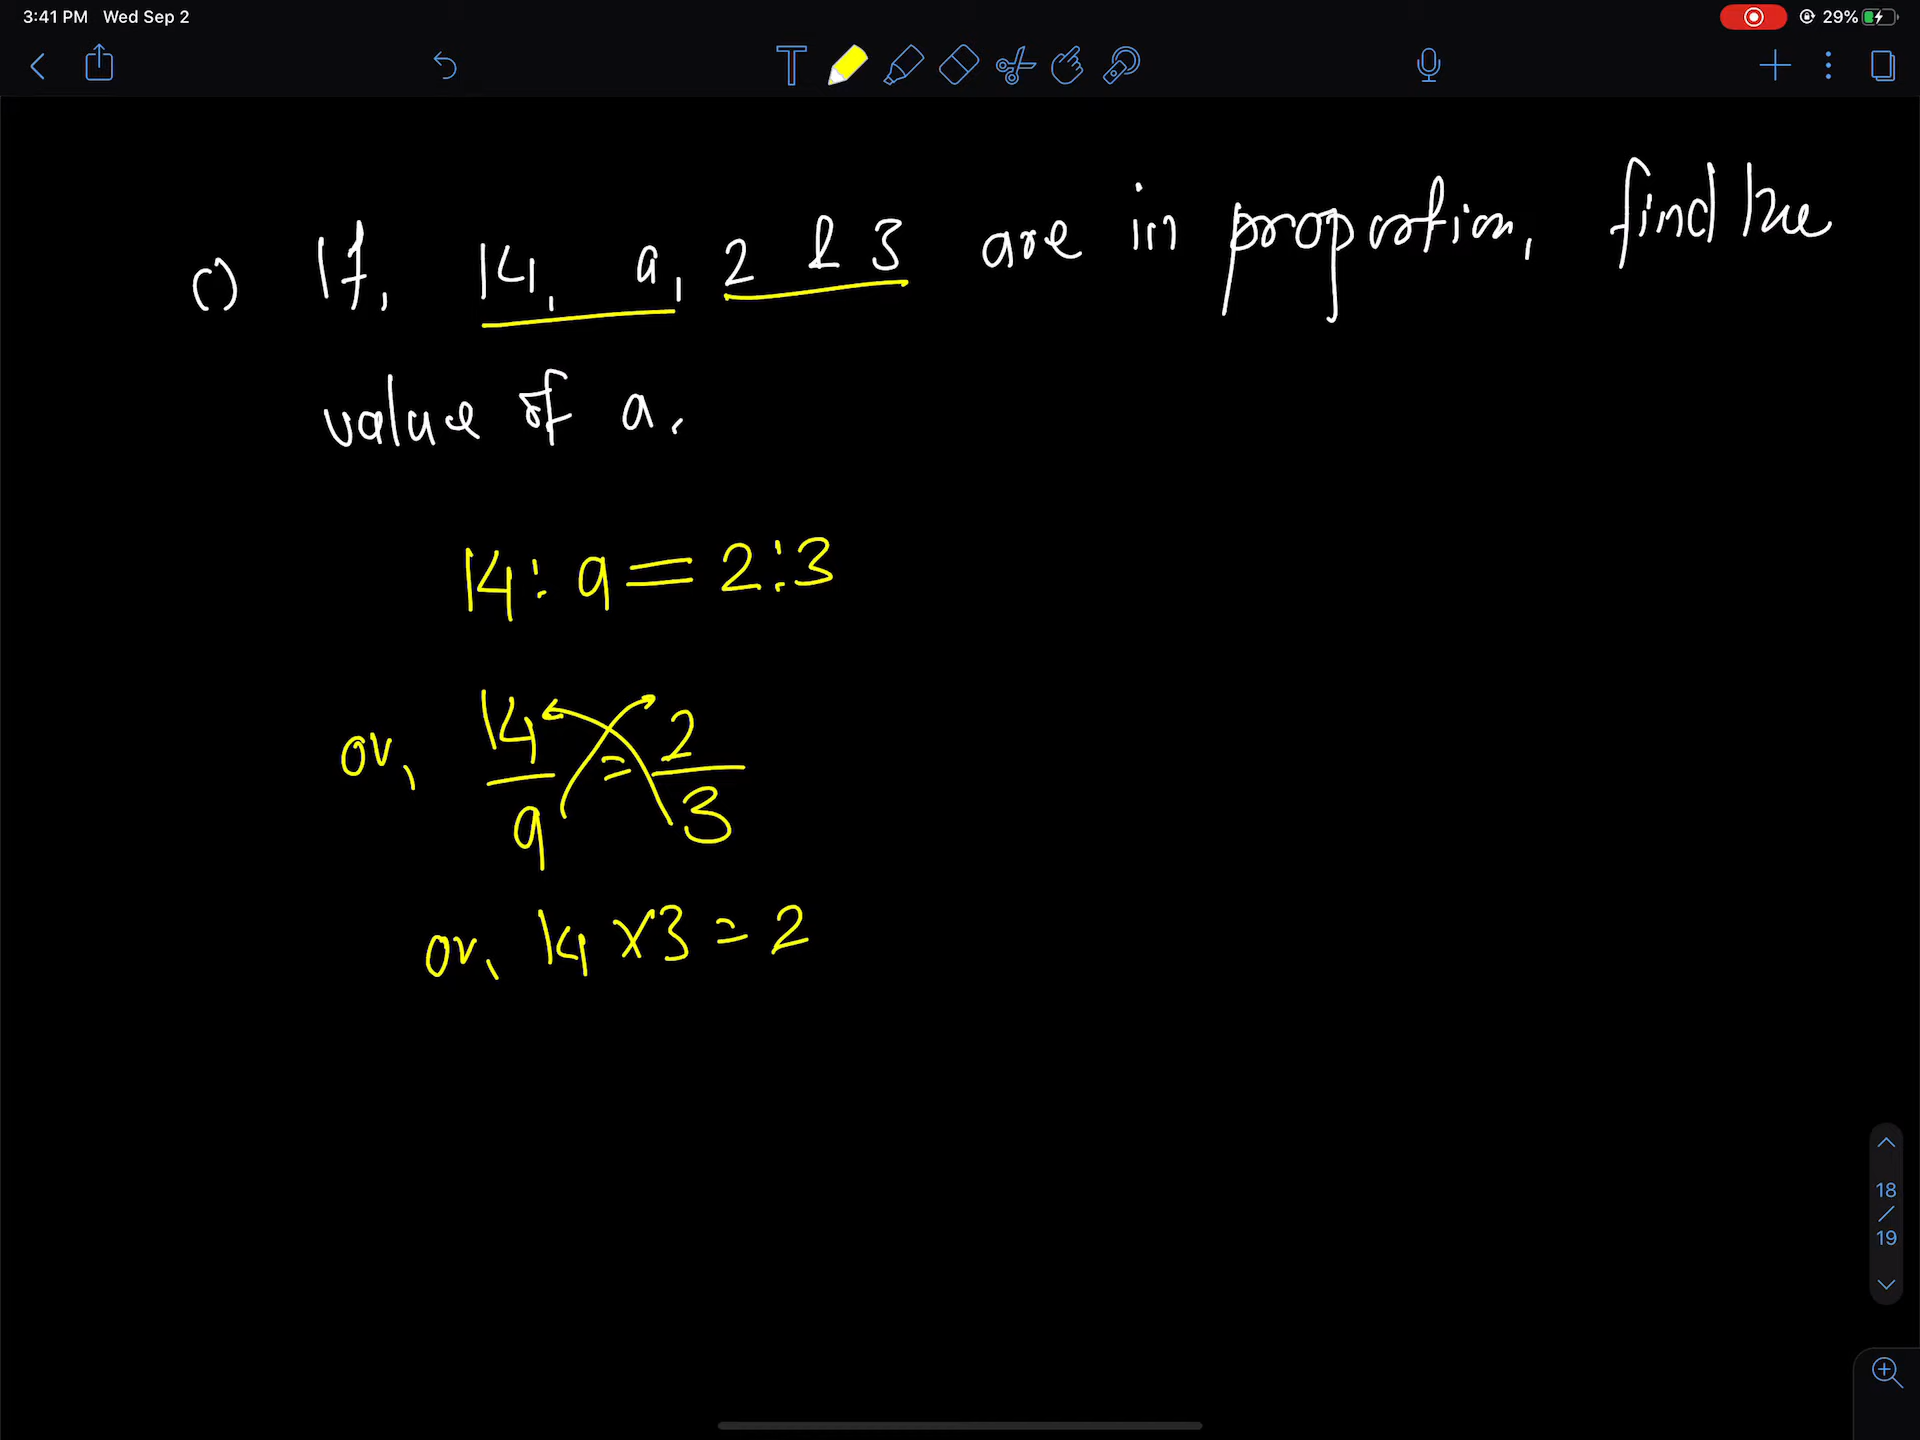 3:41 PM Wed Sep 2
29%
c) If, 14, a, 2 & 3 are in proportion, find the
value of a.
14 : a = 2 : 3
or, 14/a = 2/3
or, 14 × 3 = 2
18
/
19